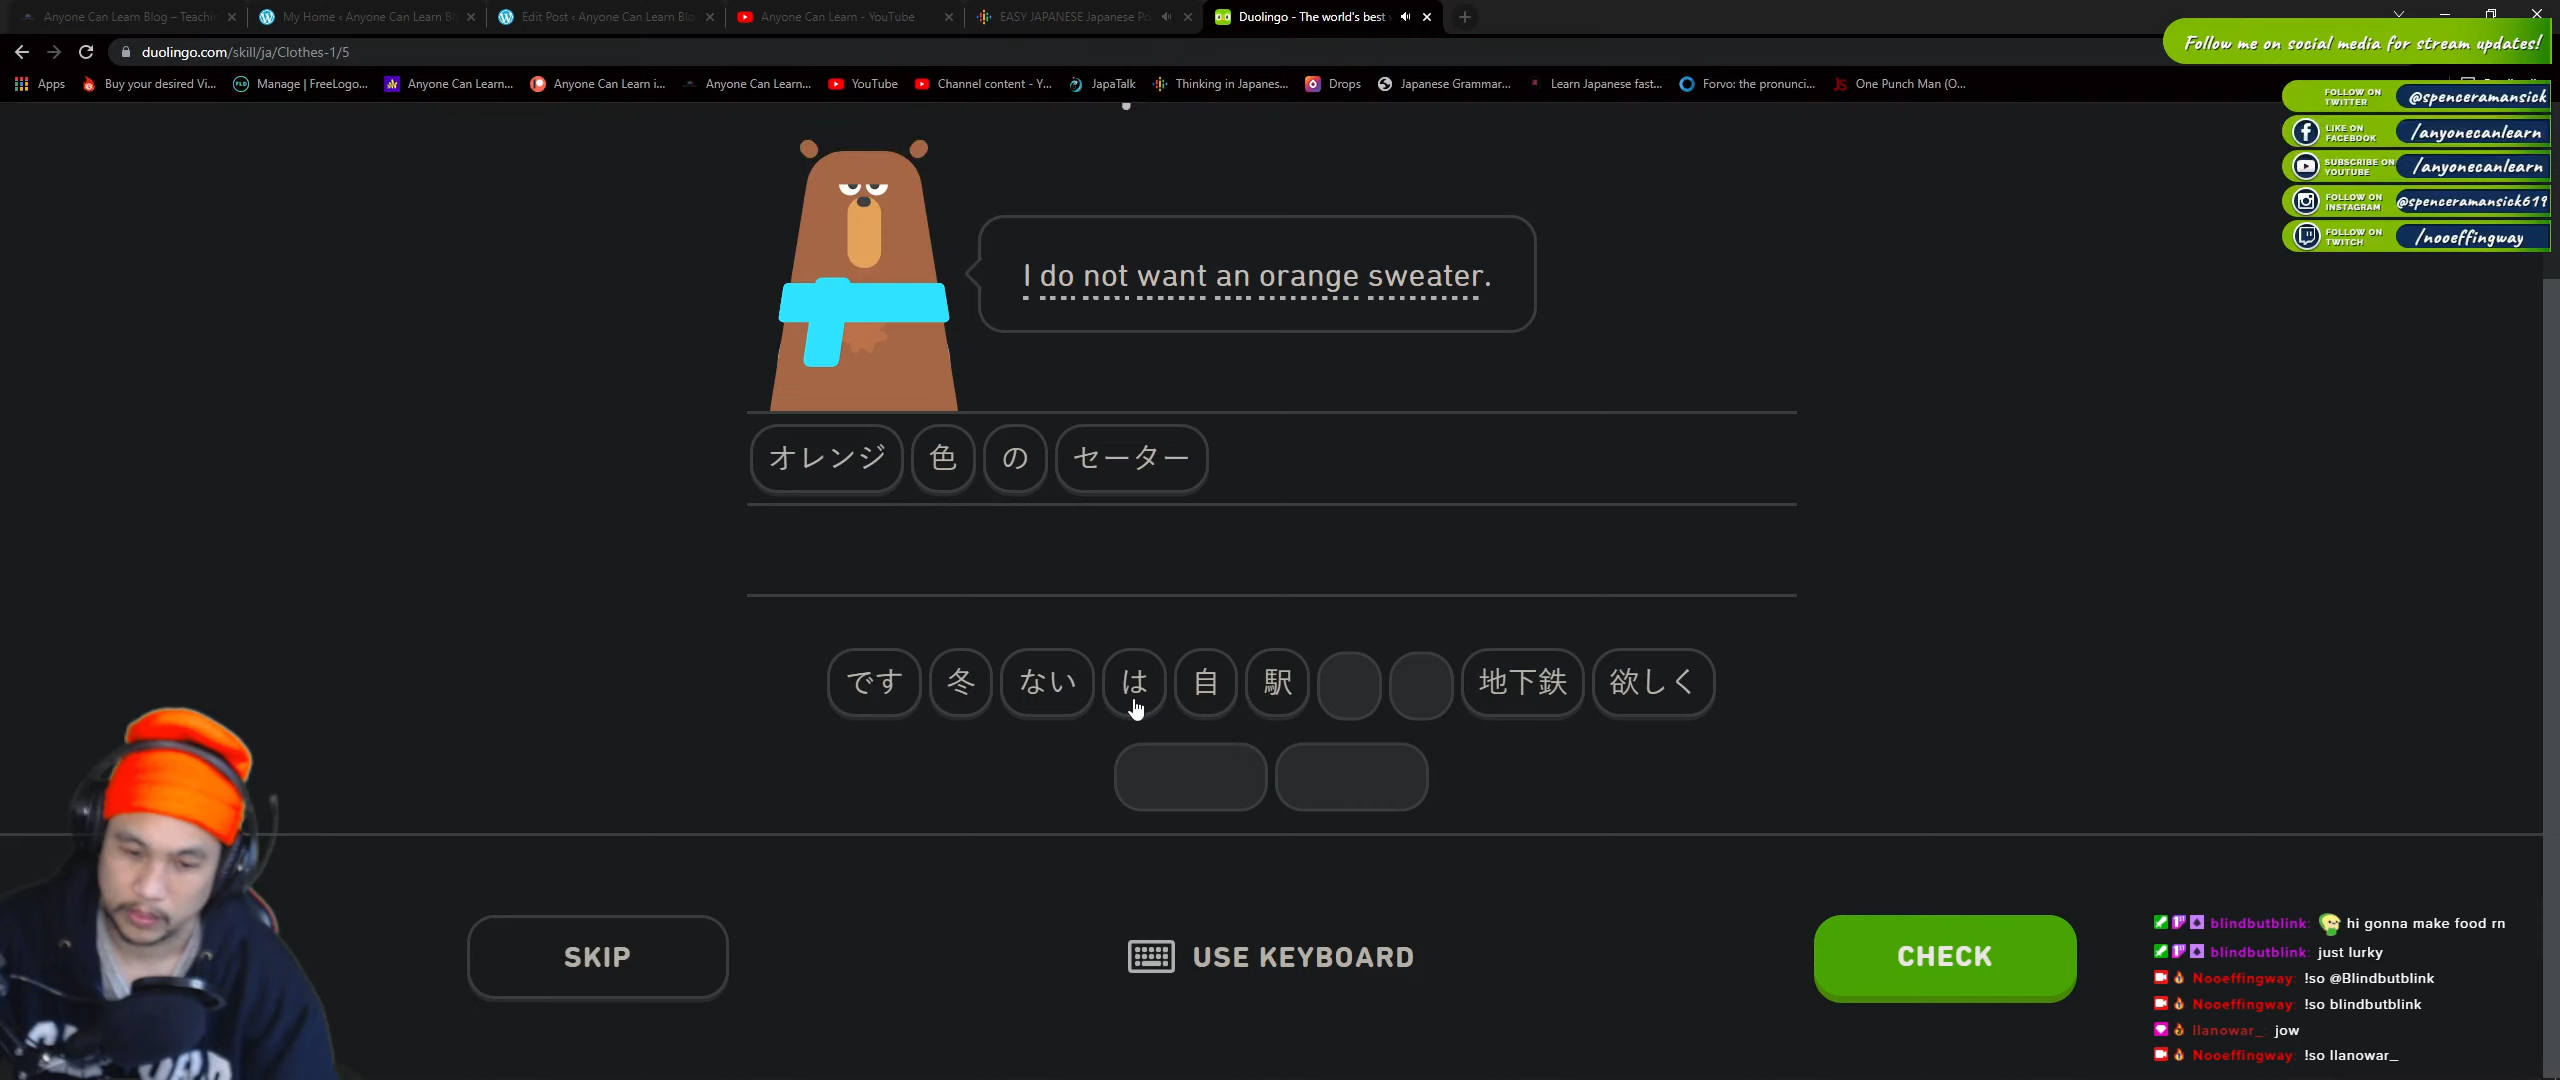 Anyone Can Learn Blog – Teachin
My Home ‹ Anyone Can Learn Bl
Edit Post ‹ Anyone Can Learn Blo
Anyone Can Learn - YouTube
EASY JAPANESE Japanese Po
Duolingo - The world's best
duolingo.com/skill/ja/Clothes-1/5
Follow me on social media for stream updates!
Apps
Buy your desired Vi...
Manage | FreeLogo...
Anyone Can Learn...
Anyone Can Learn i...
Anyone Can Learn...
YouTube
Channel content - Y...
JapaTalk
Thinking in Japanes...
Drops
Japanese Grammar...
Learn Japanese fast...
Forvo: the pronunci...
One Punch Man (O...
FOLLOW ON TWITTER @spenceramansick
LIKE ON FACEBOOK /anyonecanlearn
SUBSCRIBE ON YOUTUBE /anyonecanlearn
FOLLOW ON INSTAGRAM @spenceramansick619
FOLLOW ON TWITCH /nooeffingway
I do not want an orange sweater.
オレンジ 色 の セーター
です 冬 ない は 自 駅 地下鉄 欲しく
SKIP
USE KEYBOARD
CHECK
blindbutblink: hi gonna make food rn
blindbutblink: just lurky
Nooeffingway: !so @Blindbutblink
Nooeffingway: !so blindbutblink
llanowar_: jow
Nooeffingway: !so llanowar_